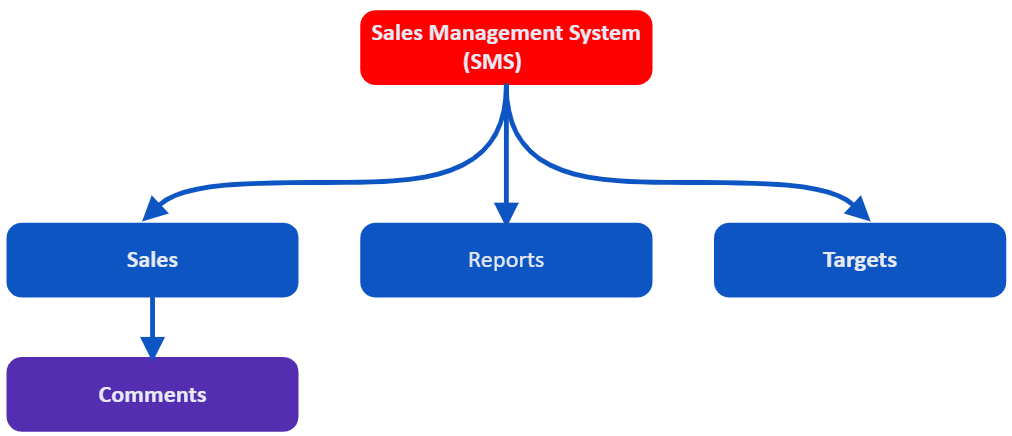 Sales Management System
(SMS)
Sales
Reports
Targets
Comments